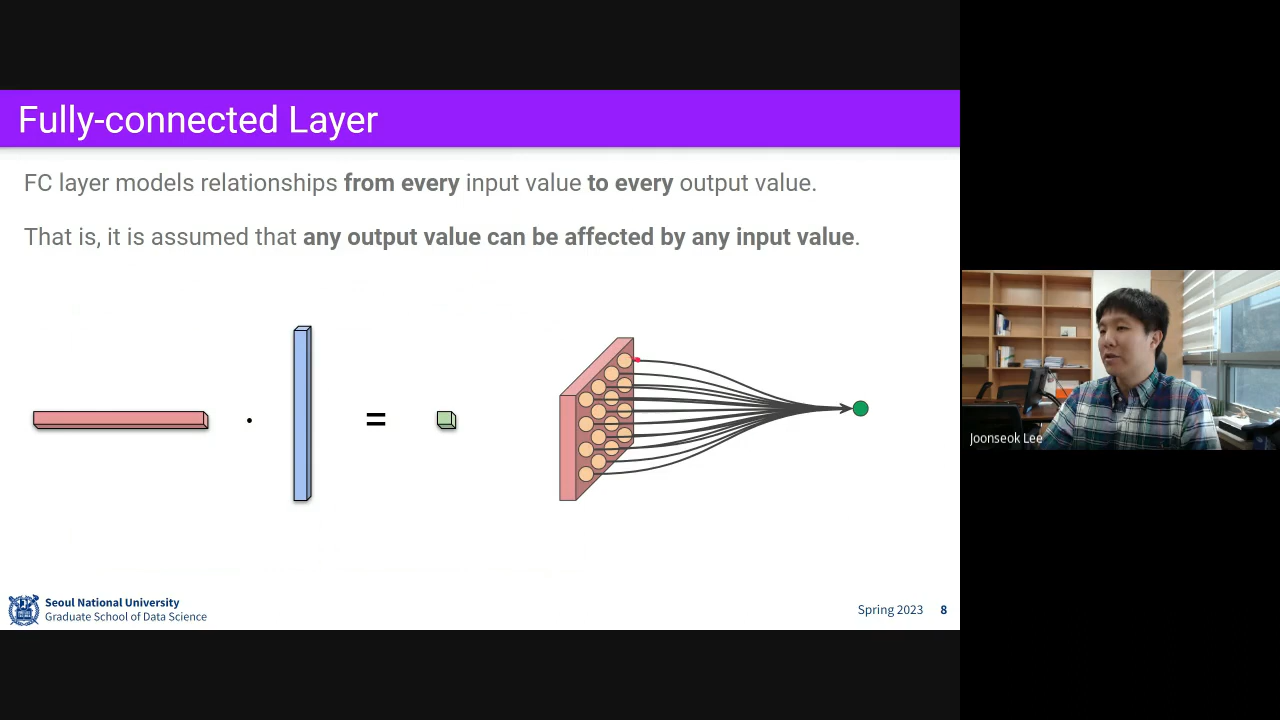 Fully-connected Layer
FC layer models relationships from every input value to every output value.
That is, it is assumed that any output value can be affected by any input value.
·
=
Seoul National University
Graduate School of Data Science
Spring 2023 8
Joonseok Lee